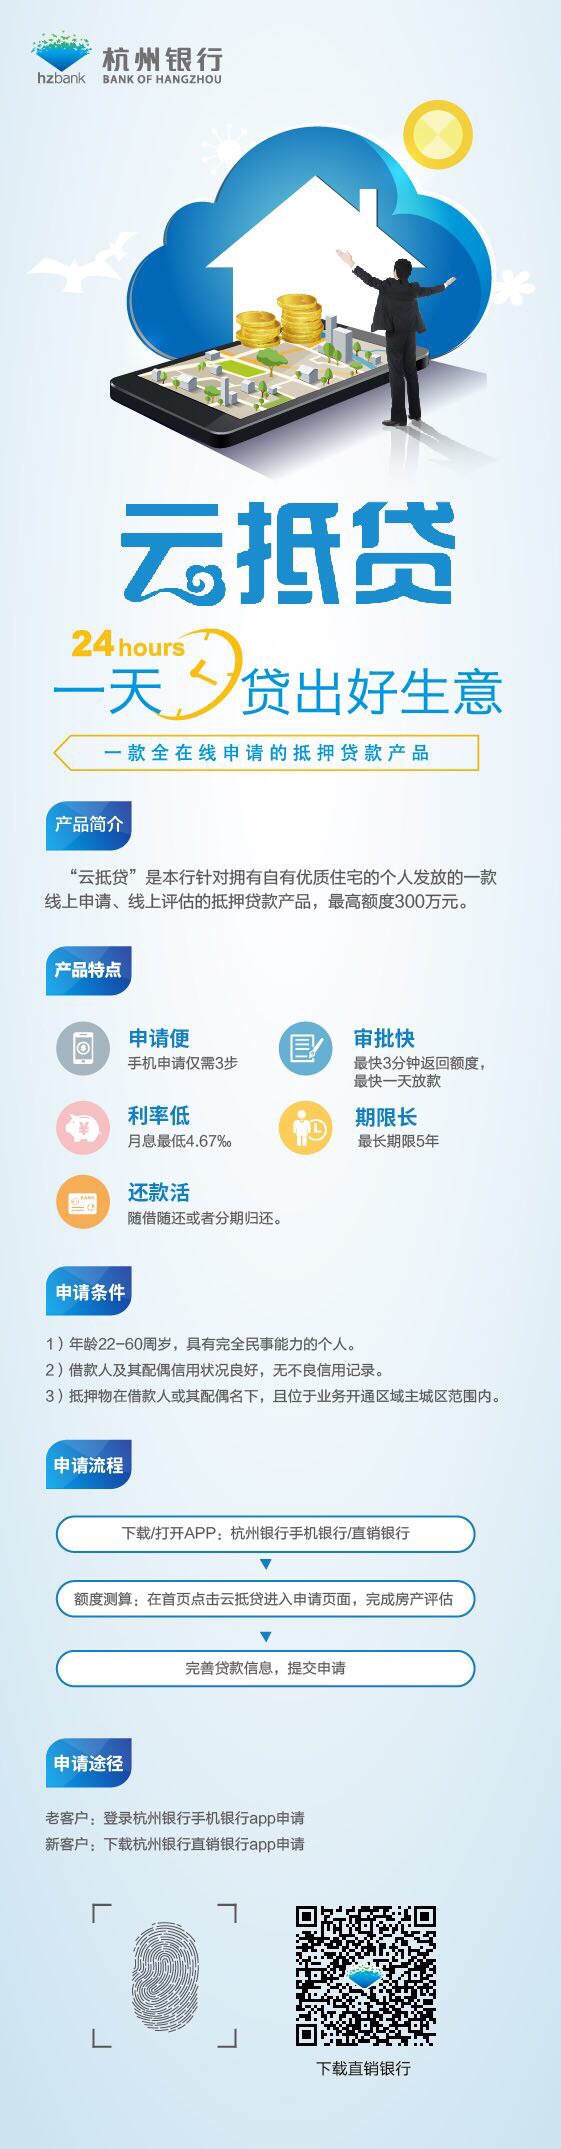 杭州银行
hzbank
BANK OF HANGZHOU
云抵贷
24 hours
一天 贷出好生意
一款全在线申请的抵押贷款产品
产品简介
“云抵贷”是本行针对拥有自有优质住宅的个人发放的一款
线上申请、线上评估的抵押贷款产品，最高额度300万元。
产品特点
申请便
手机申请仅需3步
审批快
最快3分钟返回额度，
最快一天放款
利率低
月息最低4.67‰
期限长
最长期限5年
还款活
随借随还或者分期归还。
申请条件
1）年龄22-60周岁，具有完全民事能力的个人。
2）借款人及其配偶信用状况良好，无不良信用记录。
3）抵押物在借款人或其配偶名下，且位于业务开通区域主城区范围内。
申请流程
下载/打开APP：杭州银行手机银行/直销银行
额度测算：在首页点击云抵贷进入申请页面，完成房产评估
完善贷款信息，提交申请
申请途径
老客户：登录杭州银行手机银行app申请
新客户：下载杭州银行直销银行app申请
下载直销银行